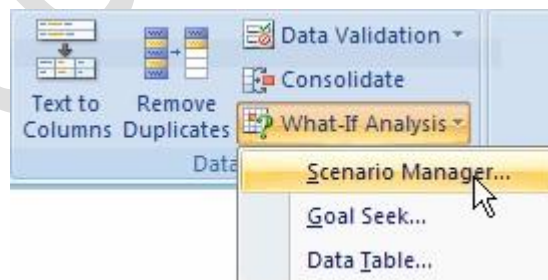 Data Validation
Consolidate
Text to
Columns
Remove
Duplicates
What-If Analysis
Data
Scenario Manager...
Goal Seek...
Data Table...